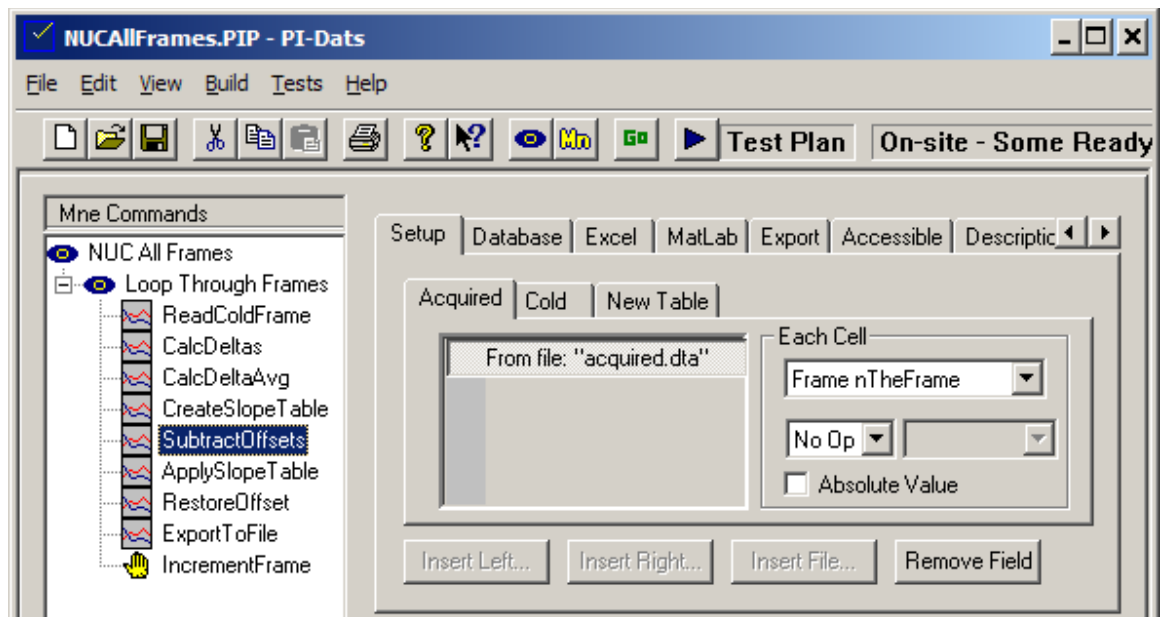 NUCAllFrames.PIP - PI-Dats
File Edit View Build Tests Help
? ? Mn GO Test Plan On-site - Some Ready
Mne Commands
NUC All Frames
Loop Through Frames
ReadColdFrame
CalcDeltas
CalcDeltaAvg
CreateSlopeTable
SubtractOffsets
ApplySlopeTable
RestoreOffset
ExportToFile
IncrementFrame
Setup Database Excel MatLab Export Accessible Descriptic
Acquired Cold New Table
From file: "acquired.dta"
Each Cell
Frame nTheFrame
No Op
Absolute Value
Insert Left... Insert Right... Insert File... Remove Field